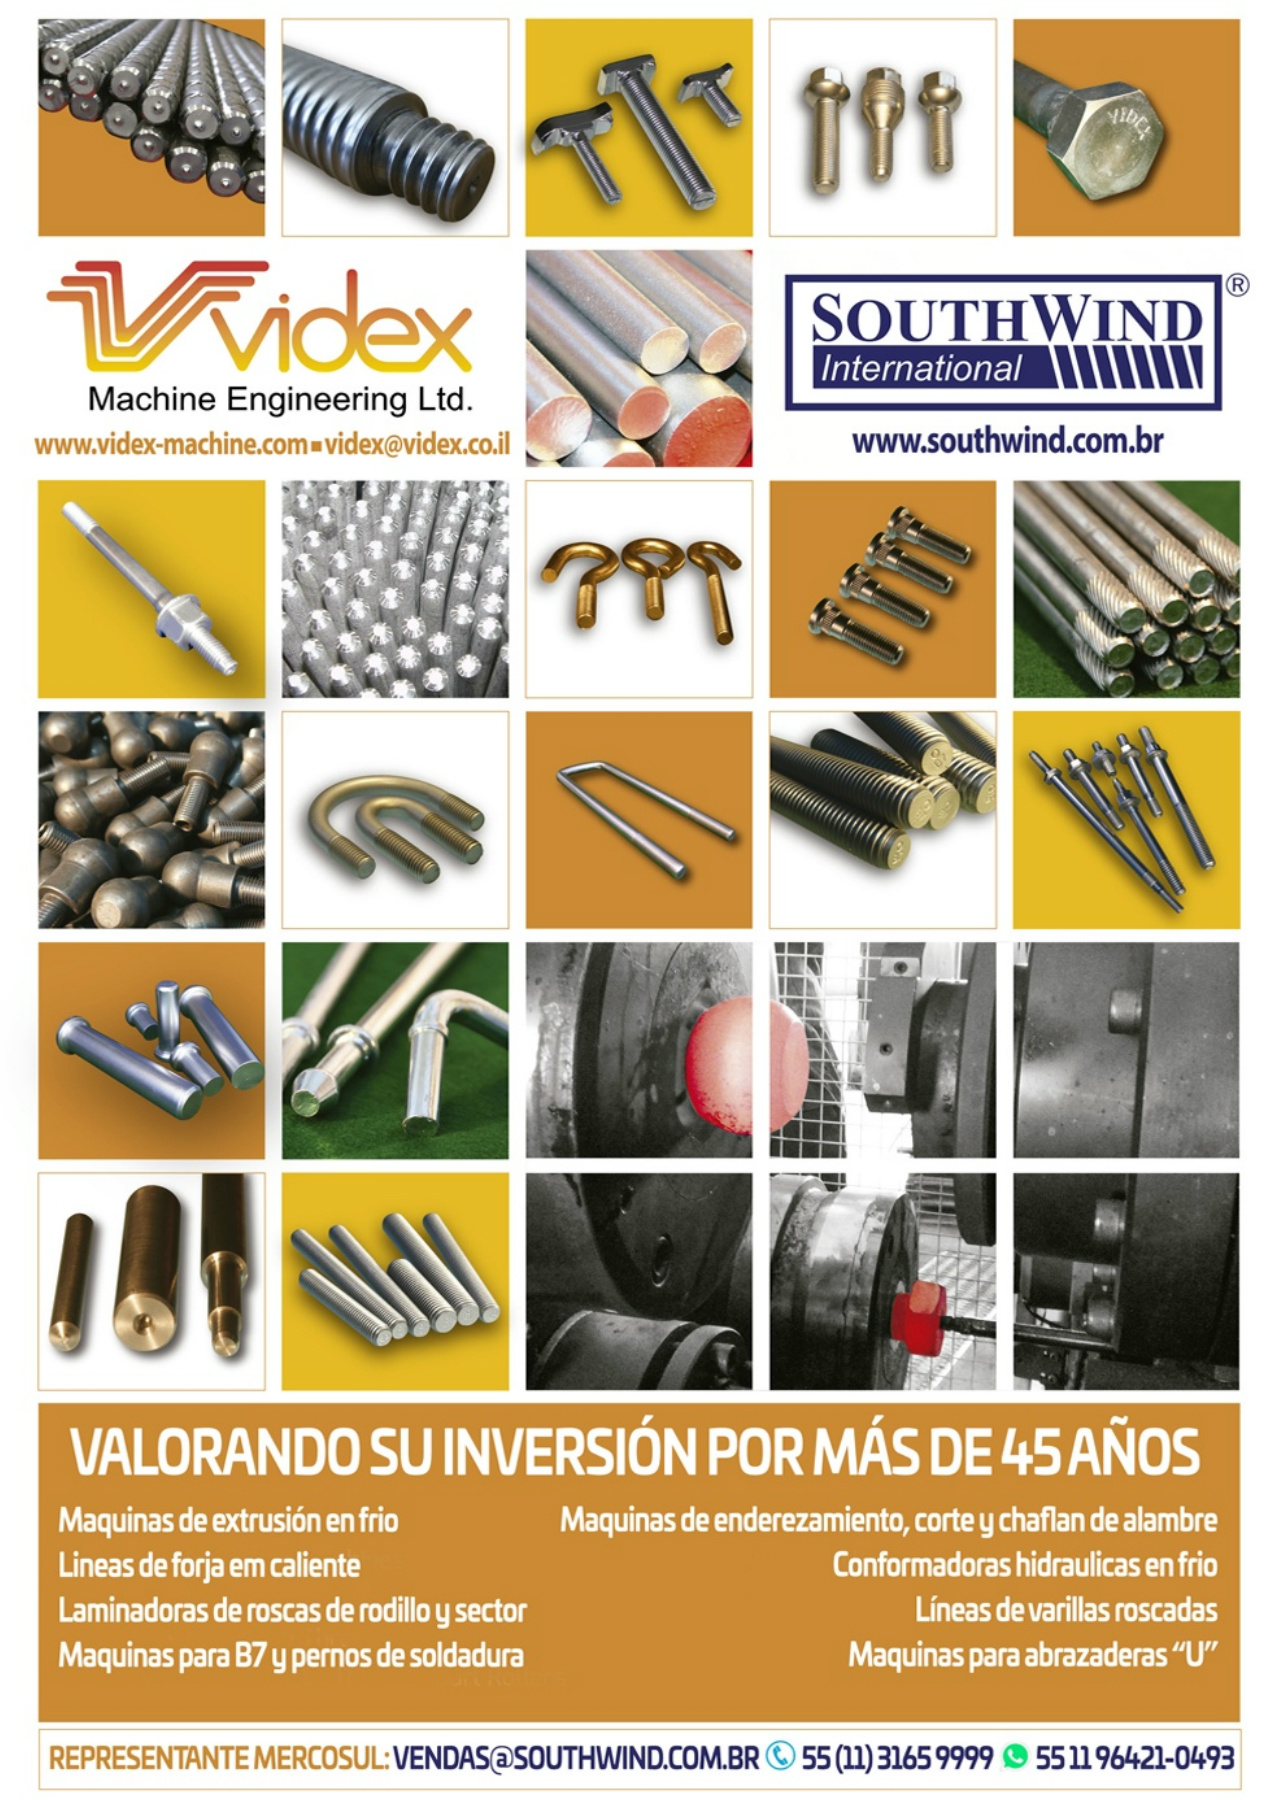 VIDEX
videx
Machine Engineering Ltd.
www.videx-machine.com▪videx@videx.co.il
SOUTHWIND ®
International
www.southwind.com.br
VALORANDO SU INVERSIÓN POR MÁS DE 45 AÑOS
Maquinas de extrusión en frio
Lineas de forja em caliente
Laminadoras de roscas de rodillo y sector
Maquinas para B7 y pernos de soldadura
Maquinas de enderezamiento, corte y chaflan de alambre
Conformadoras hidraulicas en frio
Líneas de varillas roscadas
Maquinas para abrazaderas “U”
REPRESENTANTE MERCOSUL: VENDAS@SOUTHWIND.COM.BR 55 (11) 3165 9999 55 11 96421-0493